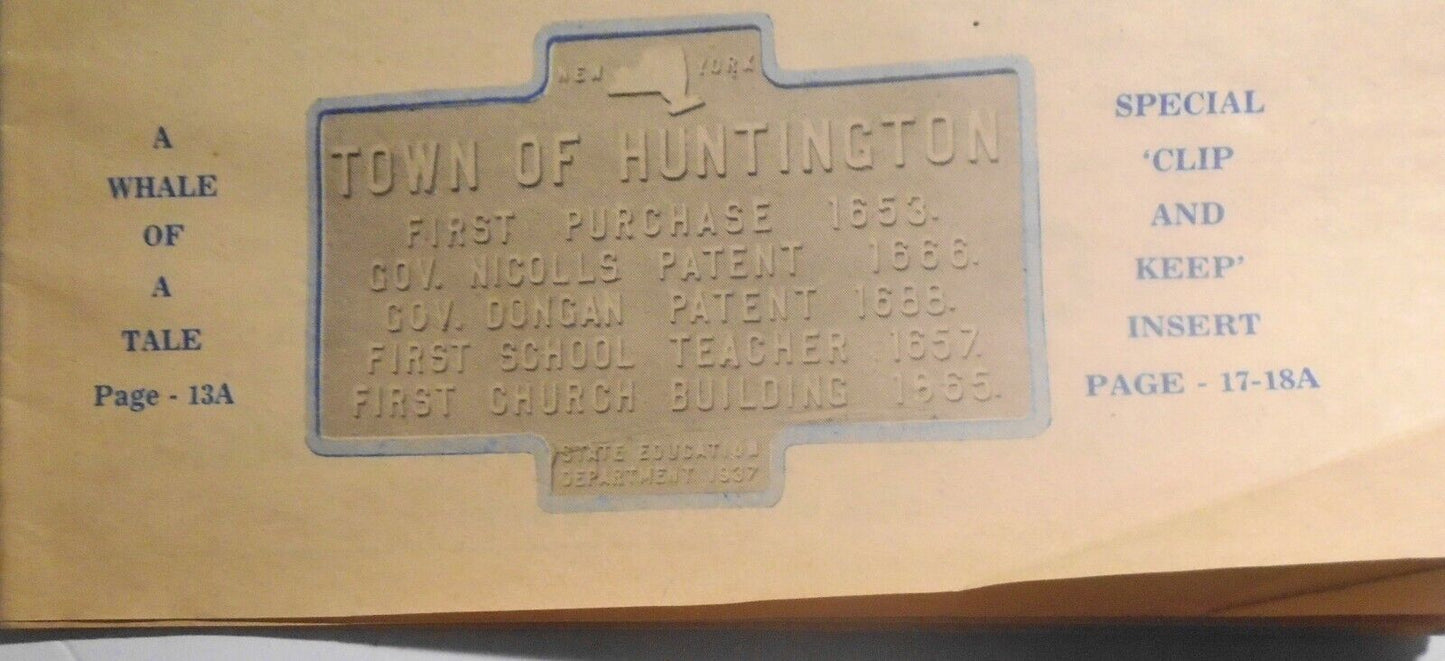 A
WHALE
OF
A
TALE
Page - 13A
NEW YORK
TOWN OF HUNTINGTON
FIRST PURCHASE 1653.
GOV. NICOLLS PATENT 1666.
GOV. DONGAN PATENT 1688.
FIRST SCHOOL TEACHER 1657.
FIRST CHURCH BUILDING 1665.
STATE EDUCATION
DEPARTMENT 1937
SPECIAL
'CLIP
AND
KEEP'
INSERT
PAGE - 17-18A